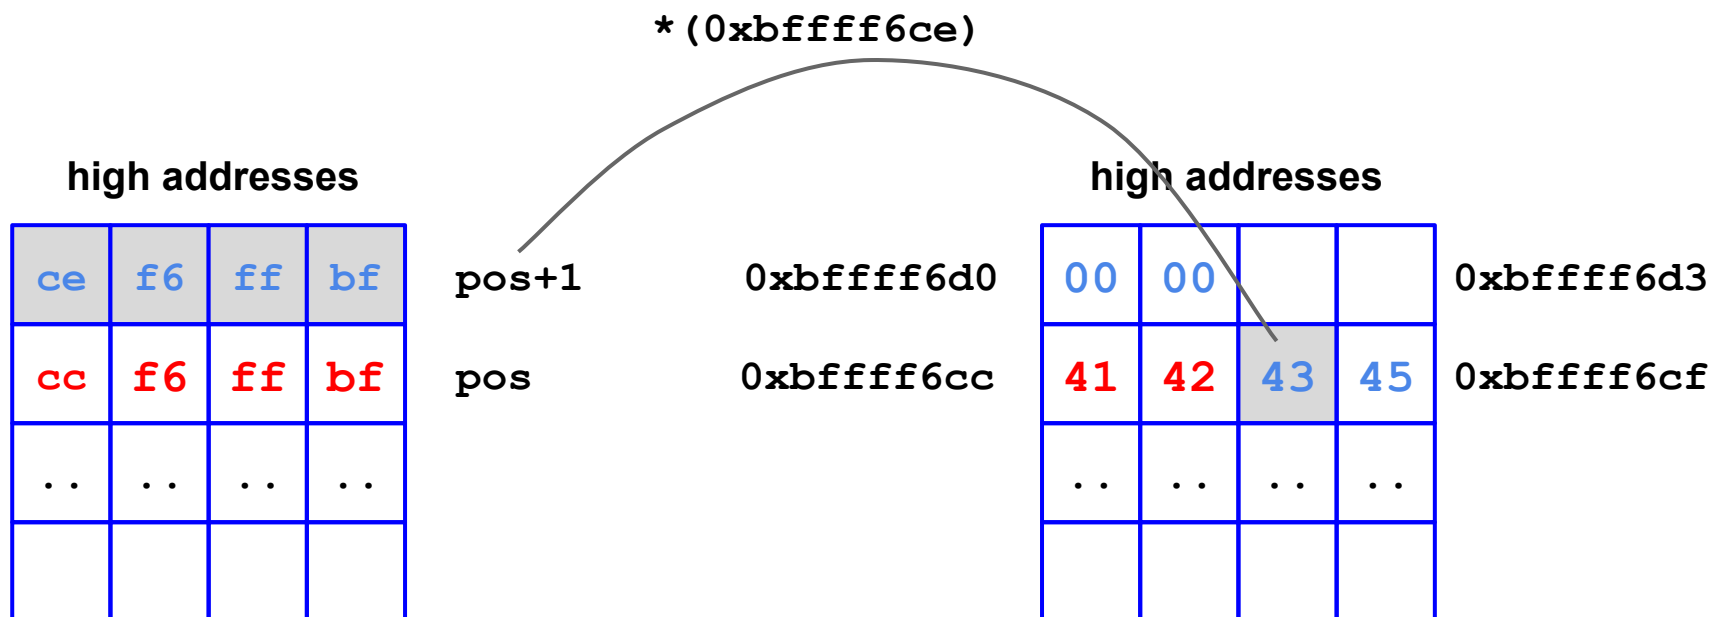 *(0xbffff6ce)
high addresses high addresses
ce f6 ff bf pos+1 0xbffff6d0 00 00 0xbffff6d3
cc f6 ff bf pos 0xbffff6cc 41 42 43 45 0xbffff6cf
.. .. .. .. .. .. .. ..